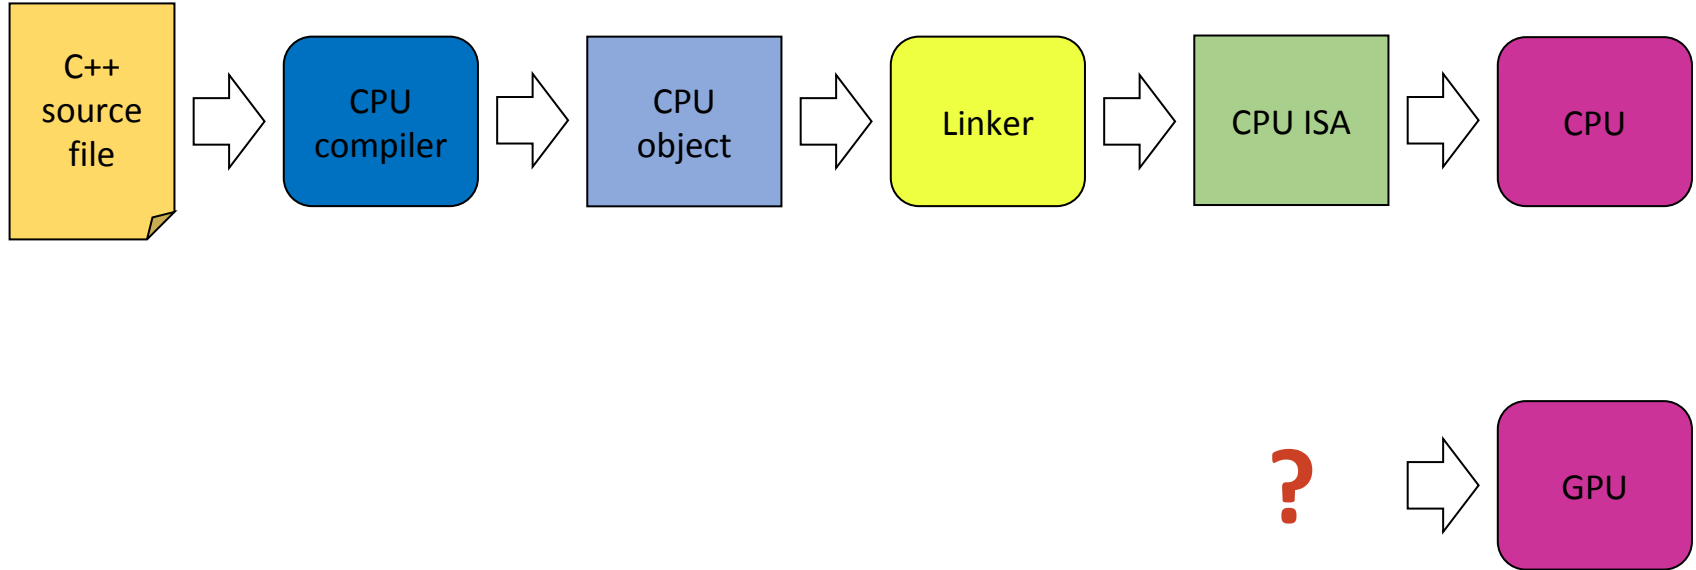 C++
source
file
CPU
compiler
CPU
object
Linker
CPU ISA
CPU
?
GPU